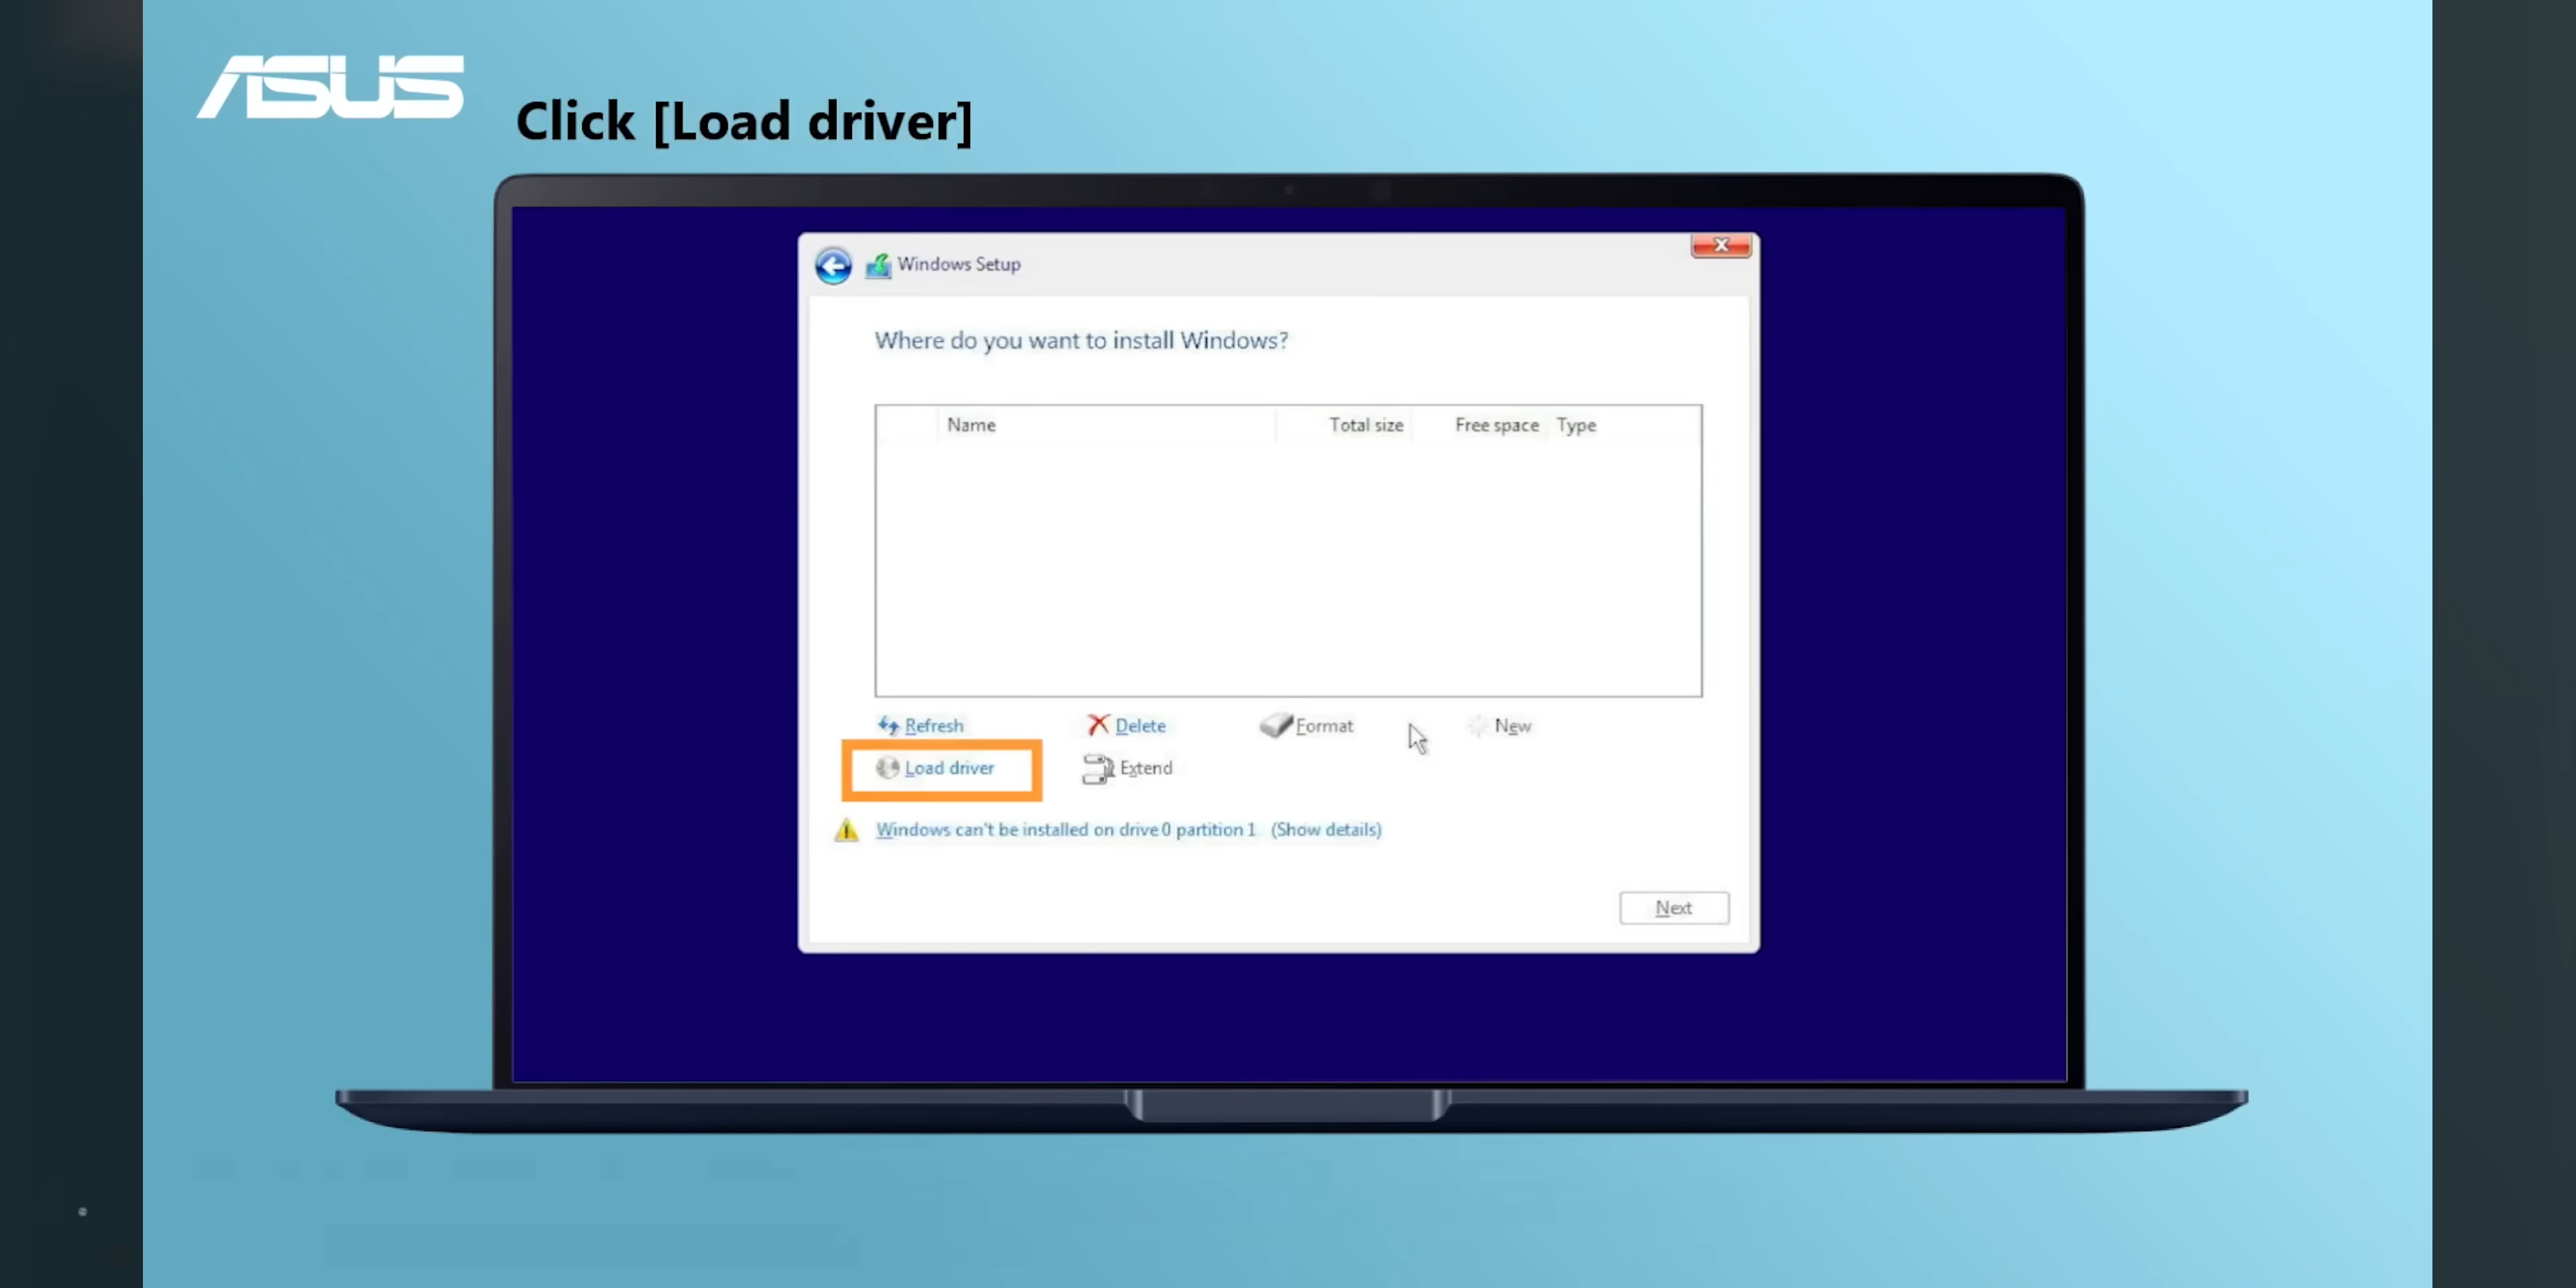 ASUS
Click [Load driver]
Windows Setup
Where do you want to install Windows?
Name Total size Free space Type
Refresh Delete Format New
Load driver Extend
Windows can't be installed on drive 0 partition 1. (Show details)
Next